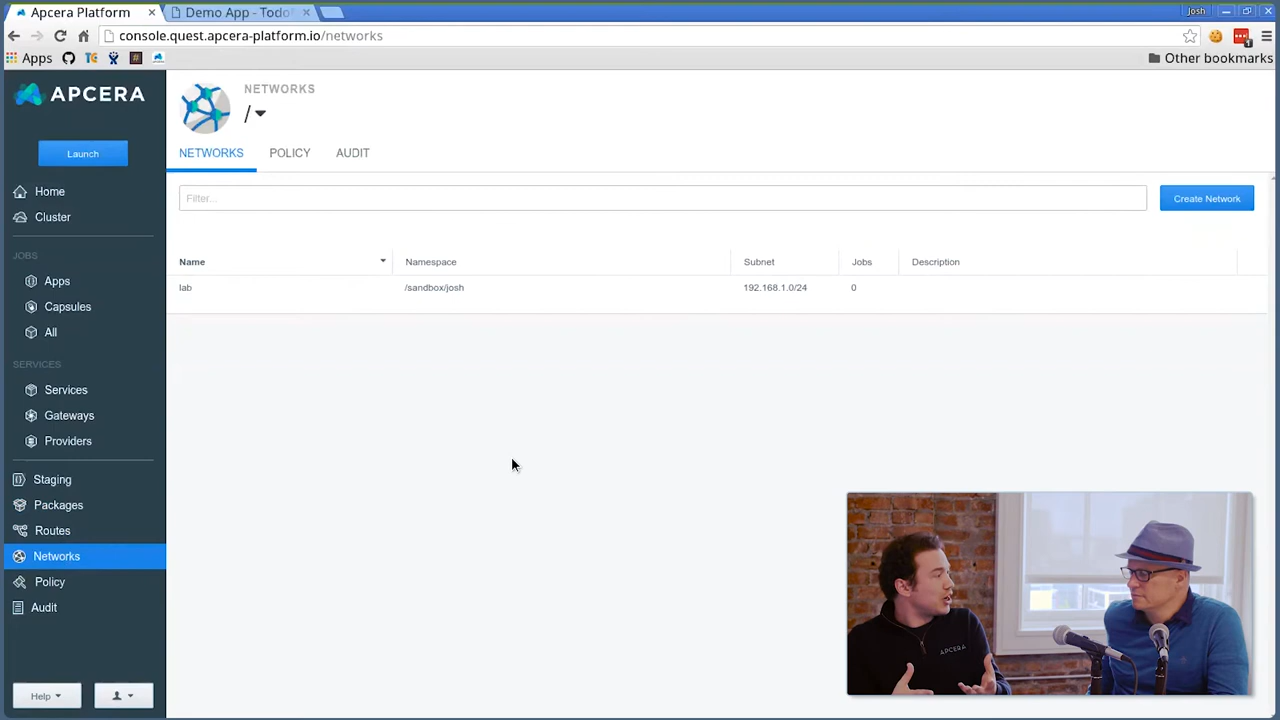 Apcera Platform
Demo App - Todo
Josh
console.quest.apcera-platform.io/networks
Apps
Other bookmarks
APCERA
Launch
Home
Cluster
JOBS
Apps
Capsules
All
SERVICES
Services
Gateways
Providers
Staging
Packages
Routes
Networks
Policy
Audit
Help
NETWORKS
/
NETWORKS POLICY AUDIT
Filter...
Create Network
Name Namespace Subnet Jobs Description
lab /sandbox/josh 192.168.1.0/24 0
APCERA